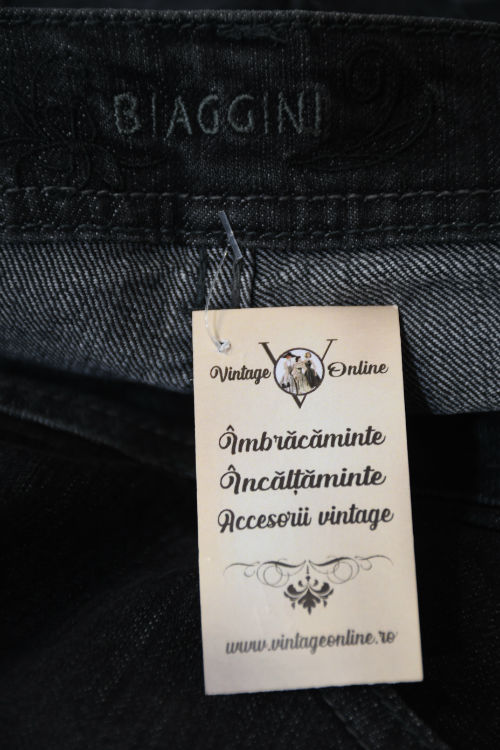 BIAGGINI
Vintage Online
Îmbrăcăminte
Încălțăminte
Accesorii vintage
www.vintageonline.ro